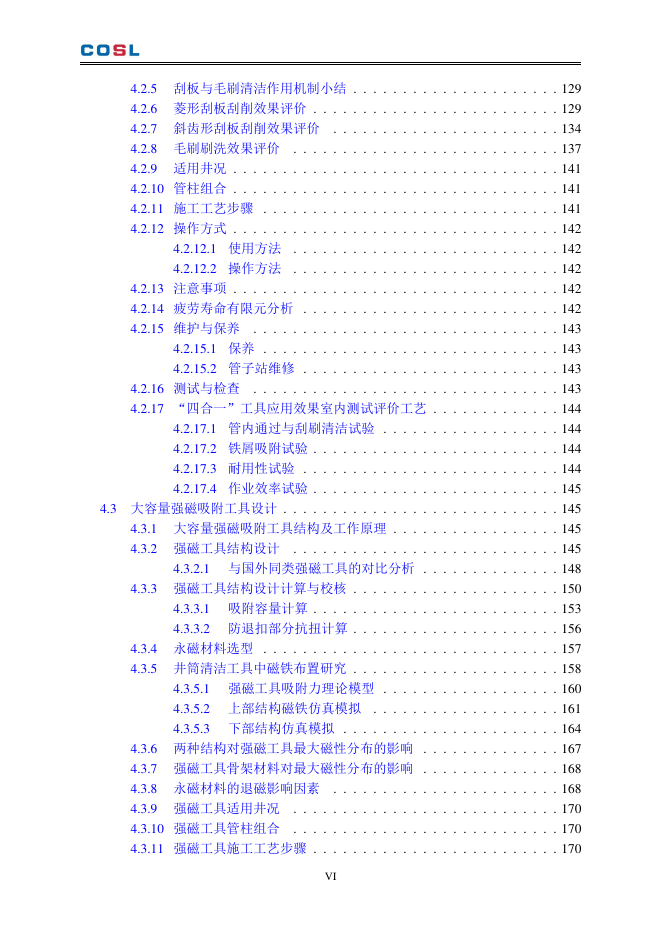 COSL
4.2.5 刮板与毛刷清洁作用机制小结 . . . . . . . . . . . . . . . . . . . . . 129
4.2.6 菱形刮板刮削效果评价 . . . . . . . . . . . . . . . . . . . . . . . . . 129
4.2.7 斜齿形刮板刮削效果评价 . . . . . . . . . . . . . . . . . . . . . . . 134
4.2.8 毛刷刷洗效果评价 . . . . . . . . . . . . . . . . . . . . . . . . . . . 137
4.2.9 适用井况 . . . . . . . . . . . . . . . . . . . . . . . . . . . . . . . . . 141
4.2.10 管柱组合 . . . . . . . . . . . . . . . . . . . . . . . . . . . . . . . . . 141
4.2.11 施工工艺步骤 . . . . . . . . . . . . . . . . . . . . . . . . . . . . . . 141
4.2.12 操作方式 . . . . . . . . . . . . . . . . . . . . . . . . . . . . . . . . . 142
4.2.12.1 使用方法 . . . . . . . . . . . . . . . . . . . . . . . . . . . 142
4.2.12.2 操作方法 . . . . . . . . . . . . . . . . . . . . . . . . . . . 142
4.2.13 注意事项 . . . . . . . . . . . . . . . . . . . . . . . . . . . . . . . . . 142
4.2.14 疲劳寿命有限元分析 . . . . . . . . . . . . . . . . . . . . . . . . . . 142
4.2.15 维护与保养 . . . . . . . . . . . . . . . . . . . . . . . . . . . . . . . 143
4.2.15.1 保养 . . . . . . . . . . . . . . . . . . . . . . . . . . . . . . 143
4.2.15.2 管子站维修 . . . . . . . . . . . . . . . . . . . . . . . . . . 143
4.2.16 测试与检查 . . . . . . . . . . . . . . . . . . . . . . . . . . . . . . . 143
4.2.17 “四合一”工具应用效果室内测试评价工艺 . . . . . . . . . . . . . 144
4.2.17.1 管内通过与刮刷清洁试验 . . . . . . . . . . . . . . . . . . 144
4.2.17.2 铁屑吸附试验 . . . . . . . . . . . . . . . . . . . . . . . . . 144
4.2.17.3 耐用性试验 . . . . . . . . . . . . . . . . . . . . . . . . . . 144
4.2.17.4 作业效率试验 . . . . . . . . . . . . . . . . . . . . . . . . . 145
4.3 大容量强磁吸附工具设计 . . . . . . . . . . . . . . . . . . . . . . . . . . . . 145
4.3.1 大容量强磁吸附工具结构及工作原理 . . . . . . . . . . . . . . . . . 145
4.3.2 强磁工具结构设计 . . . . . . . . . . . . . . . . . . . . . . . . . . . 145
4.3.2.1 与国外同类强磁工具的对比分析 . . . . . . . . . . . . . . 148
4.3.3 强磁工具结构设计计算与校核 . . . . . . . . . . . . . . . . . . . . . 150
4.3.3.1 吸附容量计算 . . . . . . . . . . . . . . . . . . . . . . . . . 153
4.3.3.2 防退扣部分抗扭计算 . . . . . . . . . . . . . . . . . . . . . 156
4.3.4 永磁材料选型 . . . . . . . . . . . . . . . . . . . . . . . . . . . . . . 157
4.3.5 井筒清洁工具中磁铁布置研究 . . . . . . . . . . . . . . . . . . . . . 158
4.3.5.1 强磁工具吸附力理论模型 . . . . . . . . . . . . . . . . . . 160
4.3.5.2 上部结构磁铁仿真模拟 . . . . . . . . . . . . . . . . . . . 161
4.3.5.3 下部结构仿真模拟 . . . . . . . . . . . . . . . . . . . . . . 164
4.3.6 两种结构对强磁工具最大磁性分布的影响 . . . . . . . . . . . . . . 167
4.3.7 强磁工具骨架材料对最大磁性分布的影响 . . . . . . . . . . . . . . 168
4.3.8 永磁材料的退磁影响因素 . . . . . . . . . . . . . . . . . . . . . . . 168
4.3.9 强磁工具适用井况 . . . . . . . . . . . . . . . . . . . . . . . . . . . 170
4.3.10 强磁工具管柱组合 . . . . . . . . . . . . . . . . . . . . . . . . . . . 170
4.3.11 强磁工具施工工艺步骤 . . . . . . . . . . . . . . . . . . . . . . . . . 170
VI